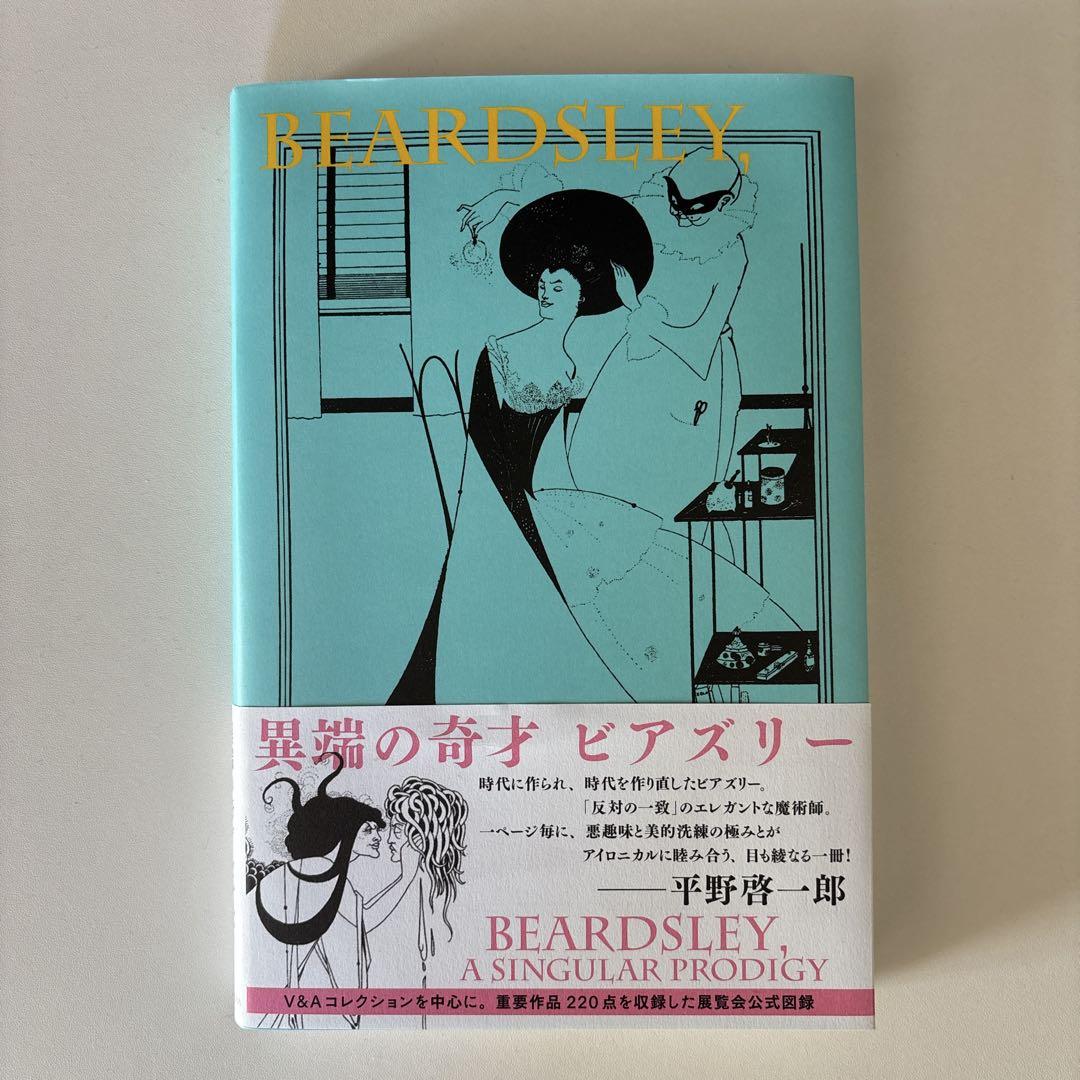 BEARDSLEY,
異端の奇才 ビアズリー
時代に作られ、時代を作り直したビアズリー。
「反対の一致」のエレガントな魔術師。
一ページ毎に、悪趣味と美的洗練の極みとが
アイロニカルに睦み合う、目も綾なる一冊!
——平野啓一郎
BEARDSLEY,
A SINGULAR PRODIGY
V&Aコレクションを中心に。重要作品220点を収録した展覧会公式図録